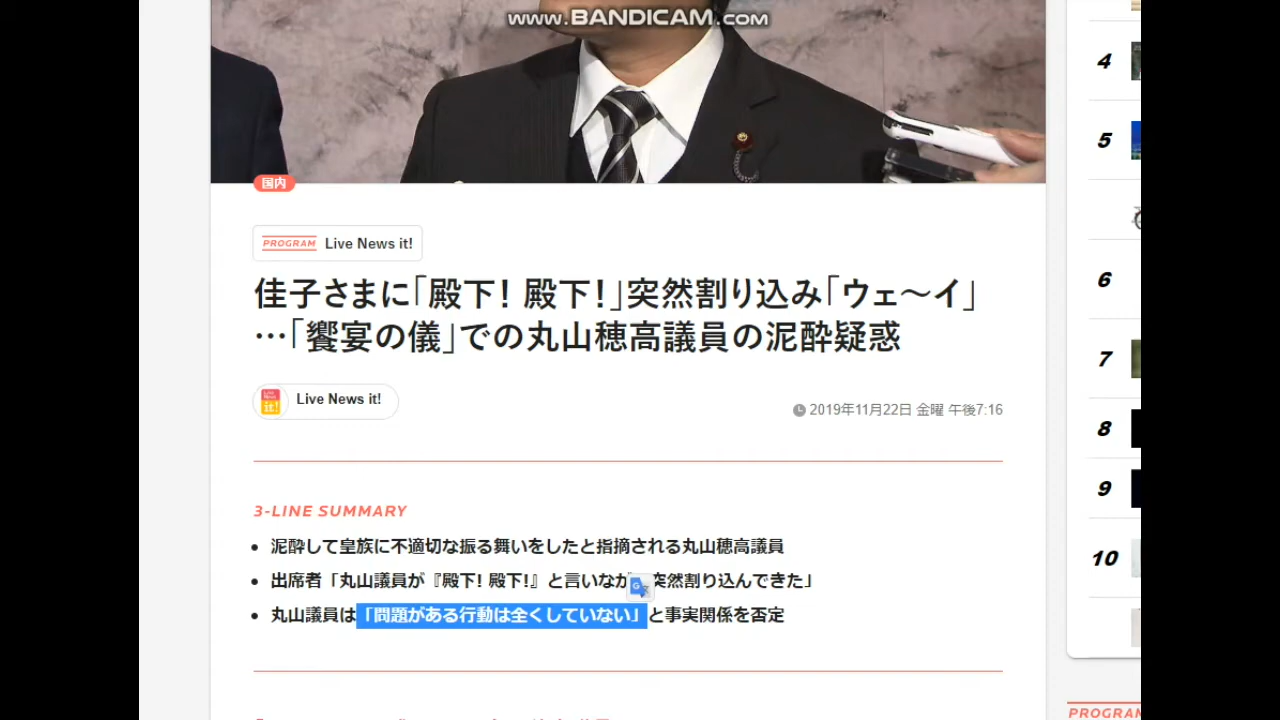 www.BANDICAM.com
国内
PROGRAM Live News it!
佳子さまに「殿下！ 殿下！」突然割り込み「ウェ〜イ」
…「饗宴の儀」での丸山穂高議員の泥酔疑惑
Live News it!
2019年11月22日 金曜 午後7:16
3-LINE SUMMARY
泥酔して皇族に不適切な振る舞いをしたと指摘される丸山穂高議員
出席者「丸山議員が『殿下! 殿下!』と言いなが 突然割り込んできた」
丸山議員は「問題がある行動は全くしていない」と事実関係を否定
4
5
6
7
8
9
10
PROGRAM